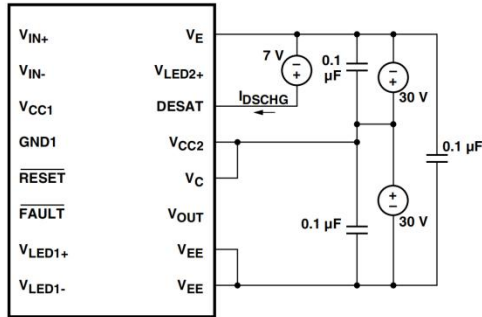 VIN+ VE
7 V
0.1 µF
VIN- VLED2+
30 V
VCC1 DESAT
IDSCHG
GND1 VCC2
0.1 µF
RESET VC
FAULT VOUT
0.1 µF
30 V
VLED1+ VEE
VLED1- VEE